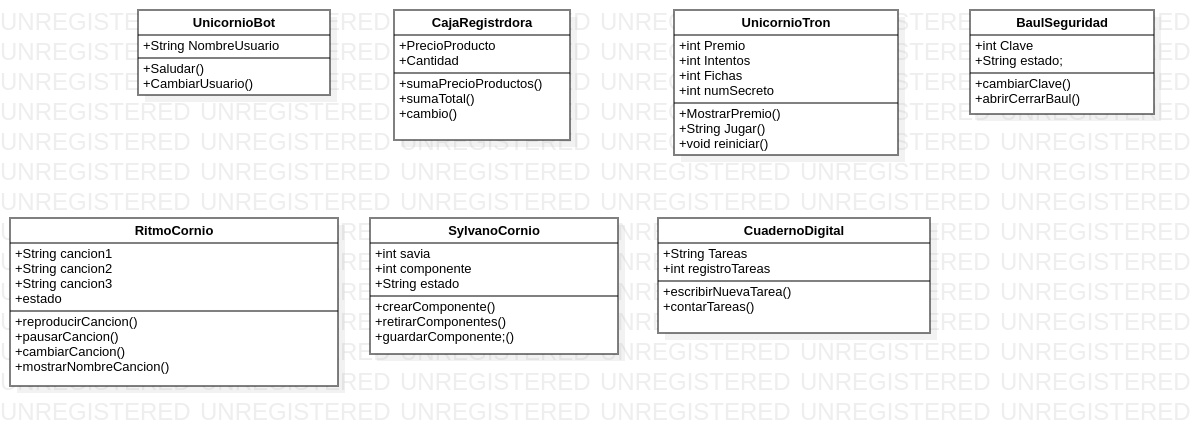 UnicornioBot
+String NombreUsuario
+Saludar()
+CambiarUsuario()
CajaRegistrdora
+PrecioProducto
+Cantidad
+sumaPrecioProductos()
+sumaTotal()
+cambio()
UnicornioTron
+int Premio
+int Intentos
+int Fichas
+int numSecreto
+MostrarPremio()
+String Jugar()
+void reiniciar()
BaulSeguridad
+int Clave
+String estado;
+cambiarClave()
+abrirCerrarBaul()
RitmoCornio
+String cancion1
+String cancion2
+String cancion3
+estado
+reproducirCancion()
+pausarCancion()
+cambiarCancion()
+mostrarNombreCancion()
SylvanoCornio
+int savia
+int componente
+String estado
+crearComponente()
+retirarComponentes()
+guardarComponente;()
CuadernoDigital
+String Tareas
+int registroTareas
+escribirNuevaTarea()
+contarTareas()
UNREGISTERED UNREGISTERED UNREGISTERED UNREGISTERED UNREGISTERED UNREGISTERED